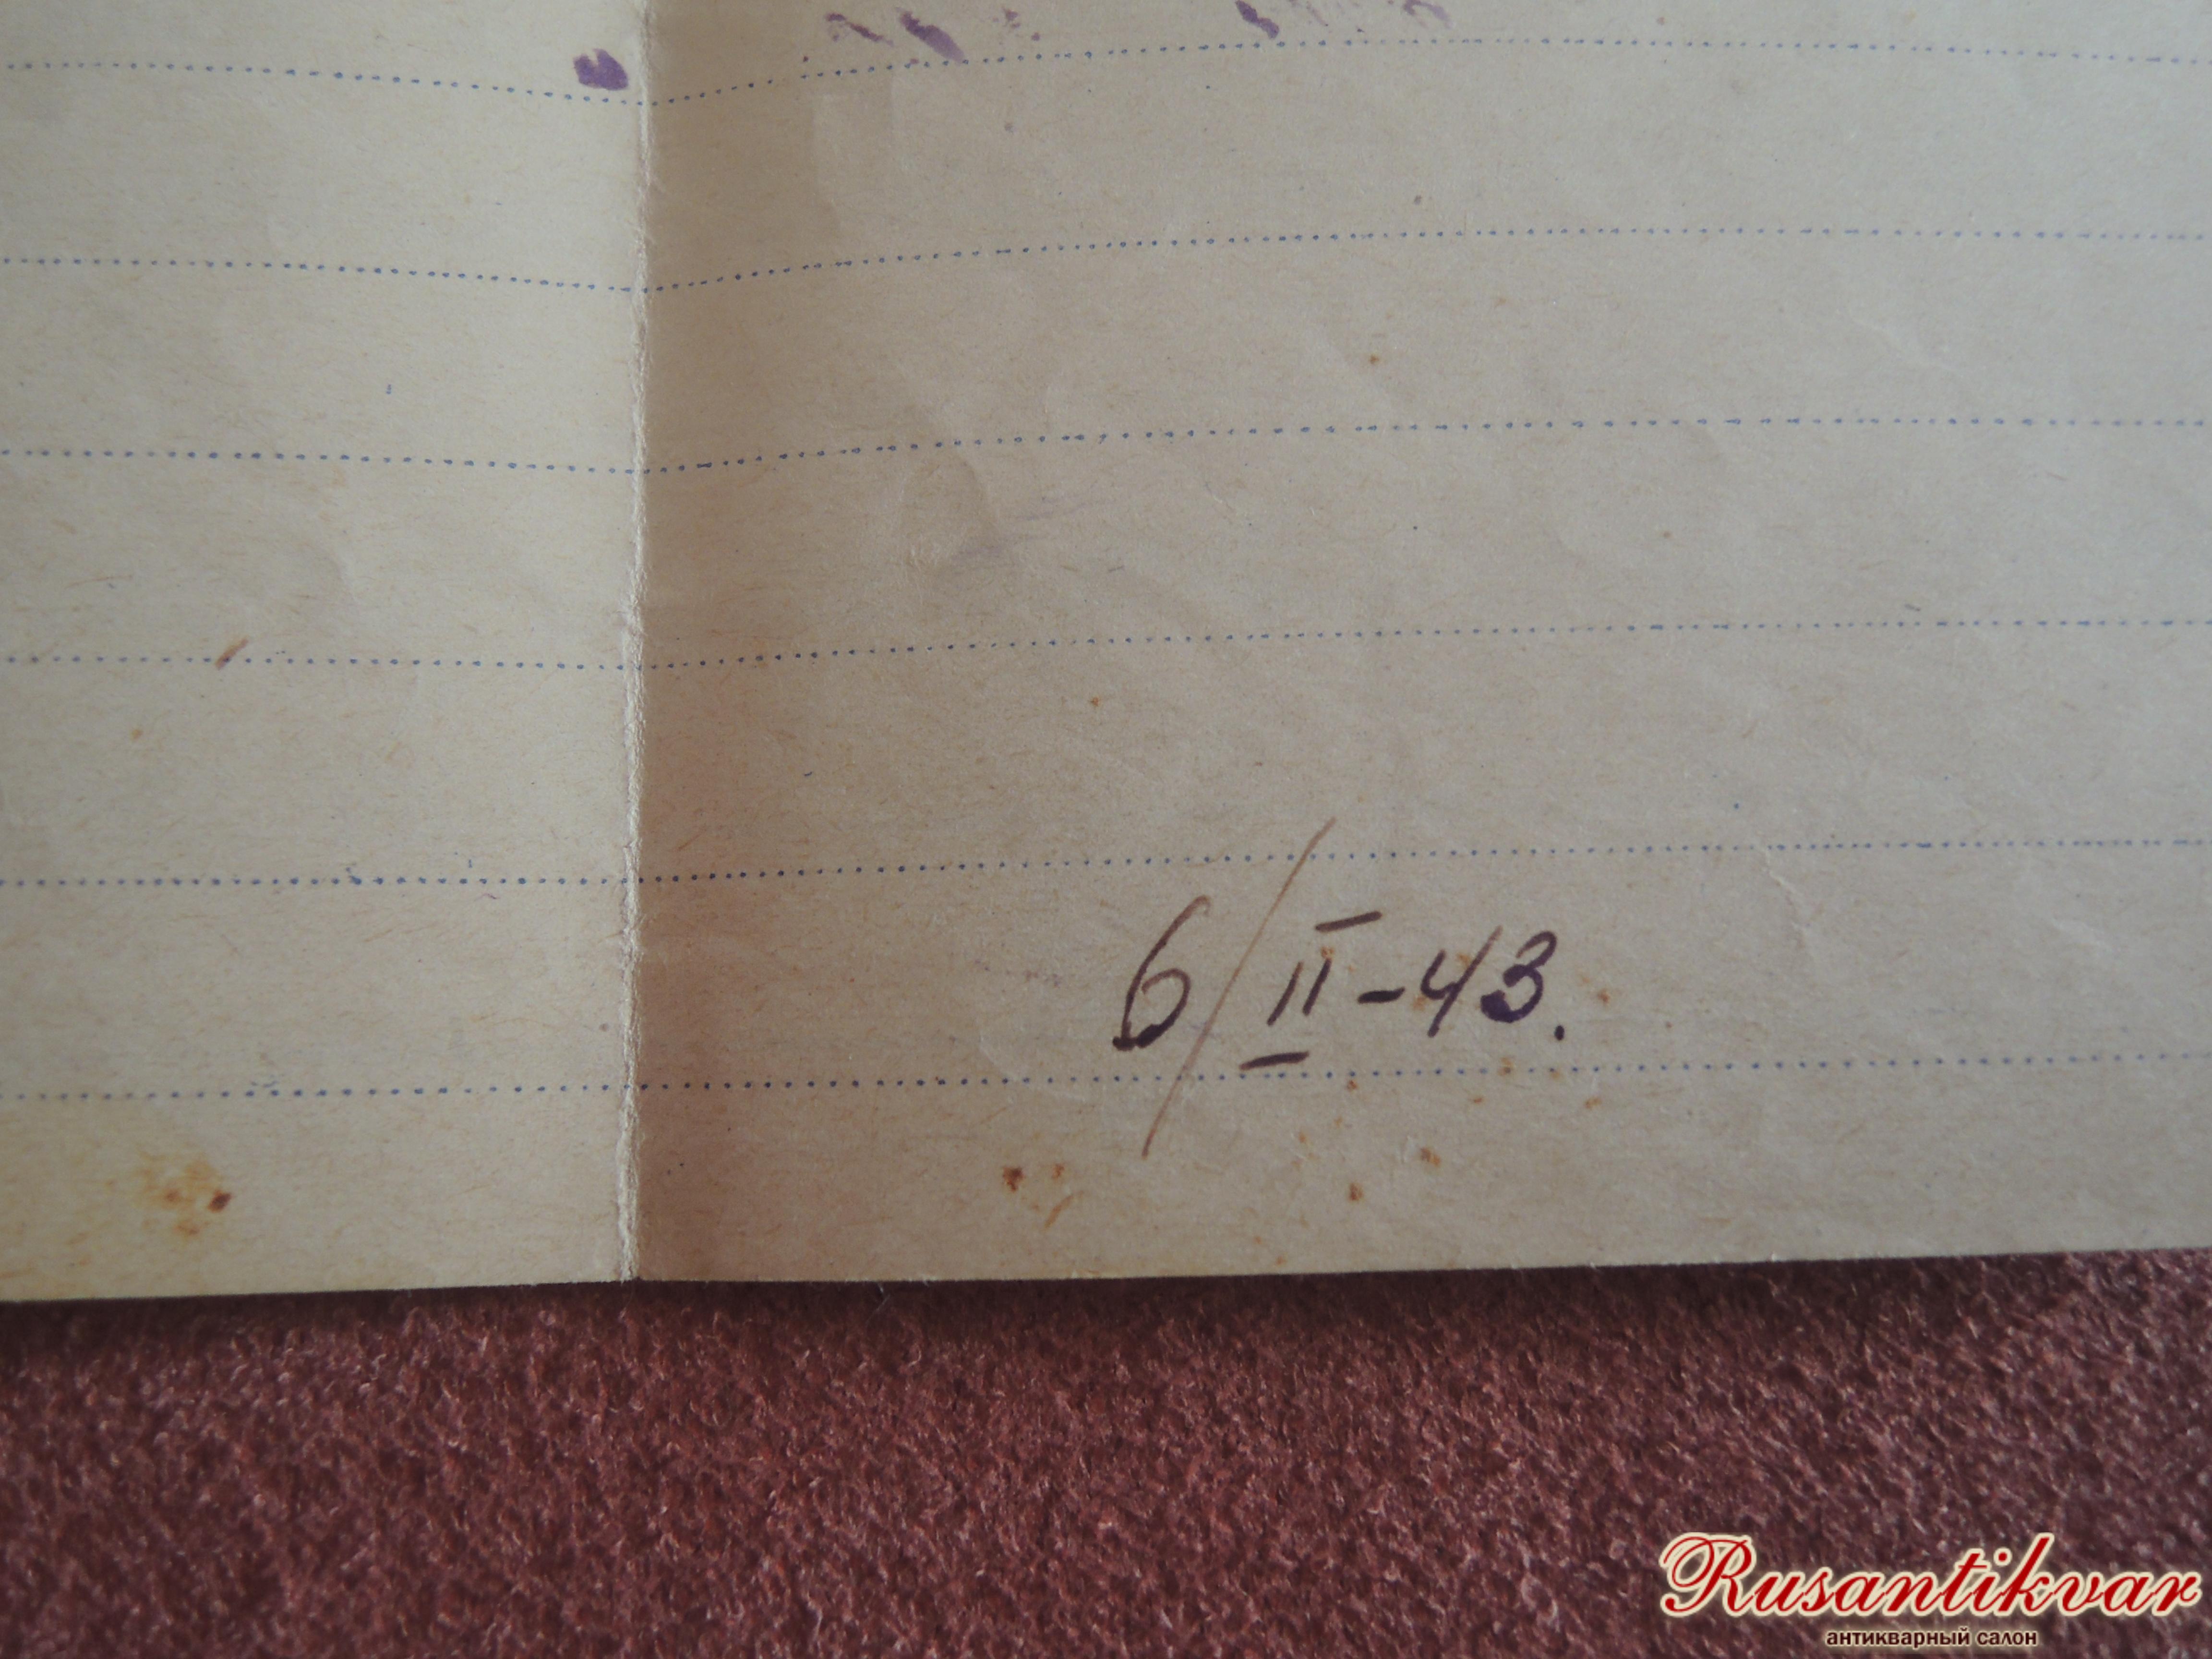 6/II-43.
Rusantikvar
антикварный салон